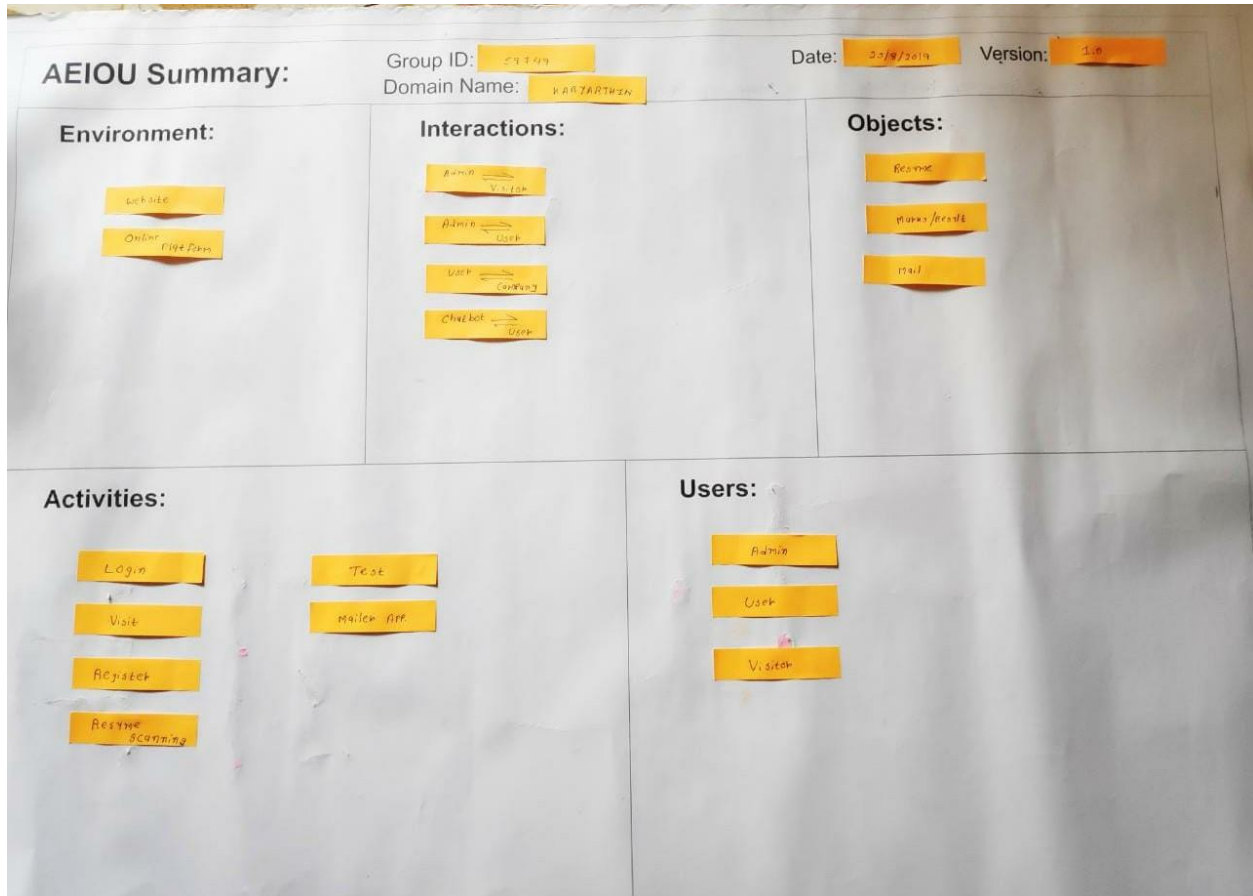 AEIOU Summary:
Group ID:
Domain Name: KARYARTHIN
Date:
Version: 1.0
Environment:
Website
Online
Platform
Interactions:
Admin ⇌
Visitor
Admin ⇌
User
User ⇌
Company
Chatbot ⇌
User
Objects:
Resume
Marks/Result
Mail
Activities:
Login
Visit
Register
Resume
Scanning
Test
Mailer App
Users:
Admin
User
Visitor